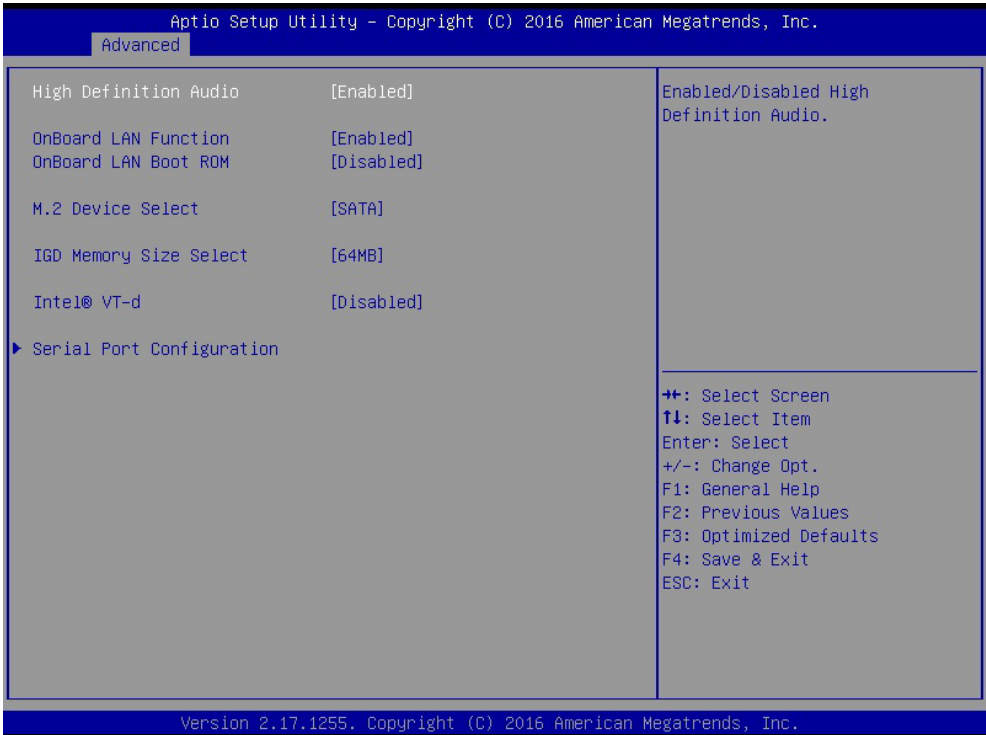 Aptio Setup Utility – Copyright (C) 2016 American Megatrends, Inc.
Advanced
High Definition Audio [Enabled]
OnBoard LAN Function [Enabled]
OnBoard LAN Boot ROM [Disabled]
M.2 Device Select [SATA]
IGD Memory Size Select [64MB]
Intel® VT-d [Disabled]
Serial Port Configuration
Enabled/Disabled High
Definition Audio.
→←: Select Screen
↑↓: Select Item
Enter: Select
+/-: Change Opt.
F1: General Help
F2: Previous Values
F3: Optimized Defaults
F4: Save & Exit
ESC: Exit
Version 2.17.1255. Copyright (C) 2016 American Megatrends, Inc.